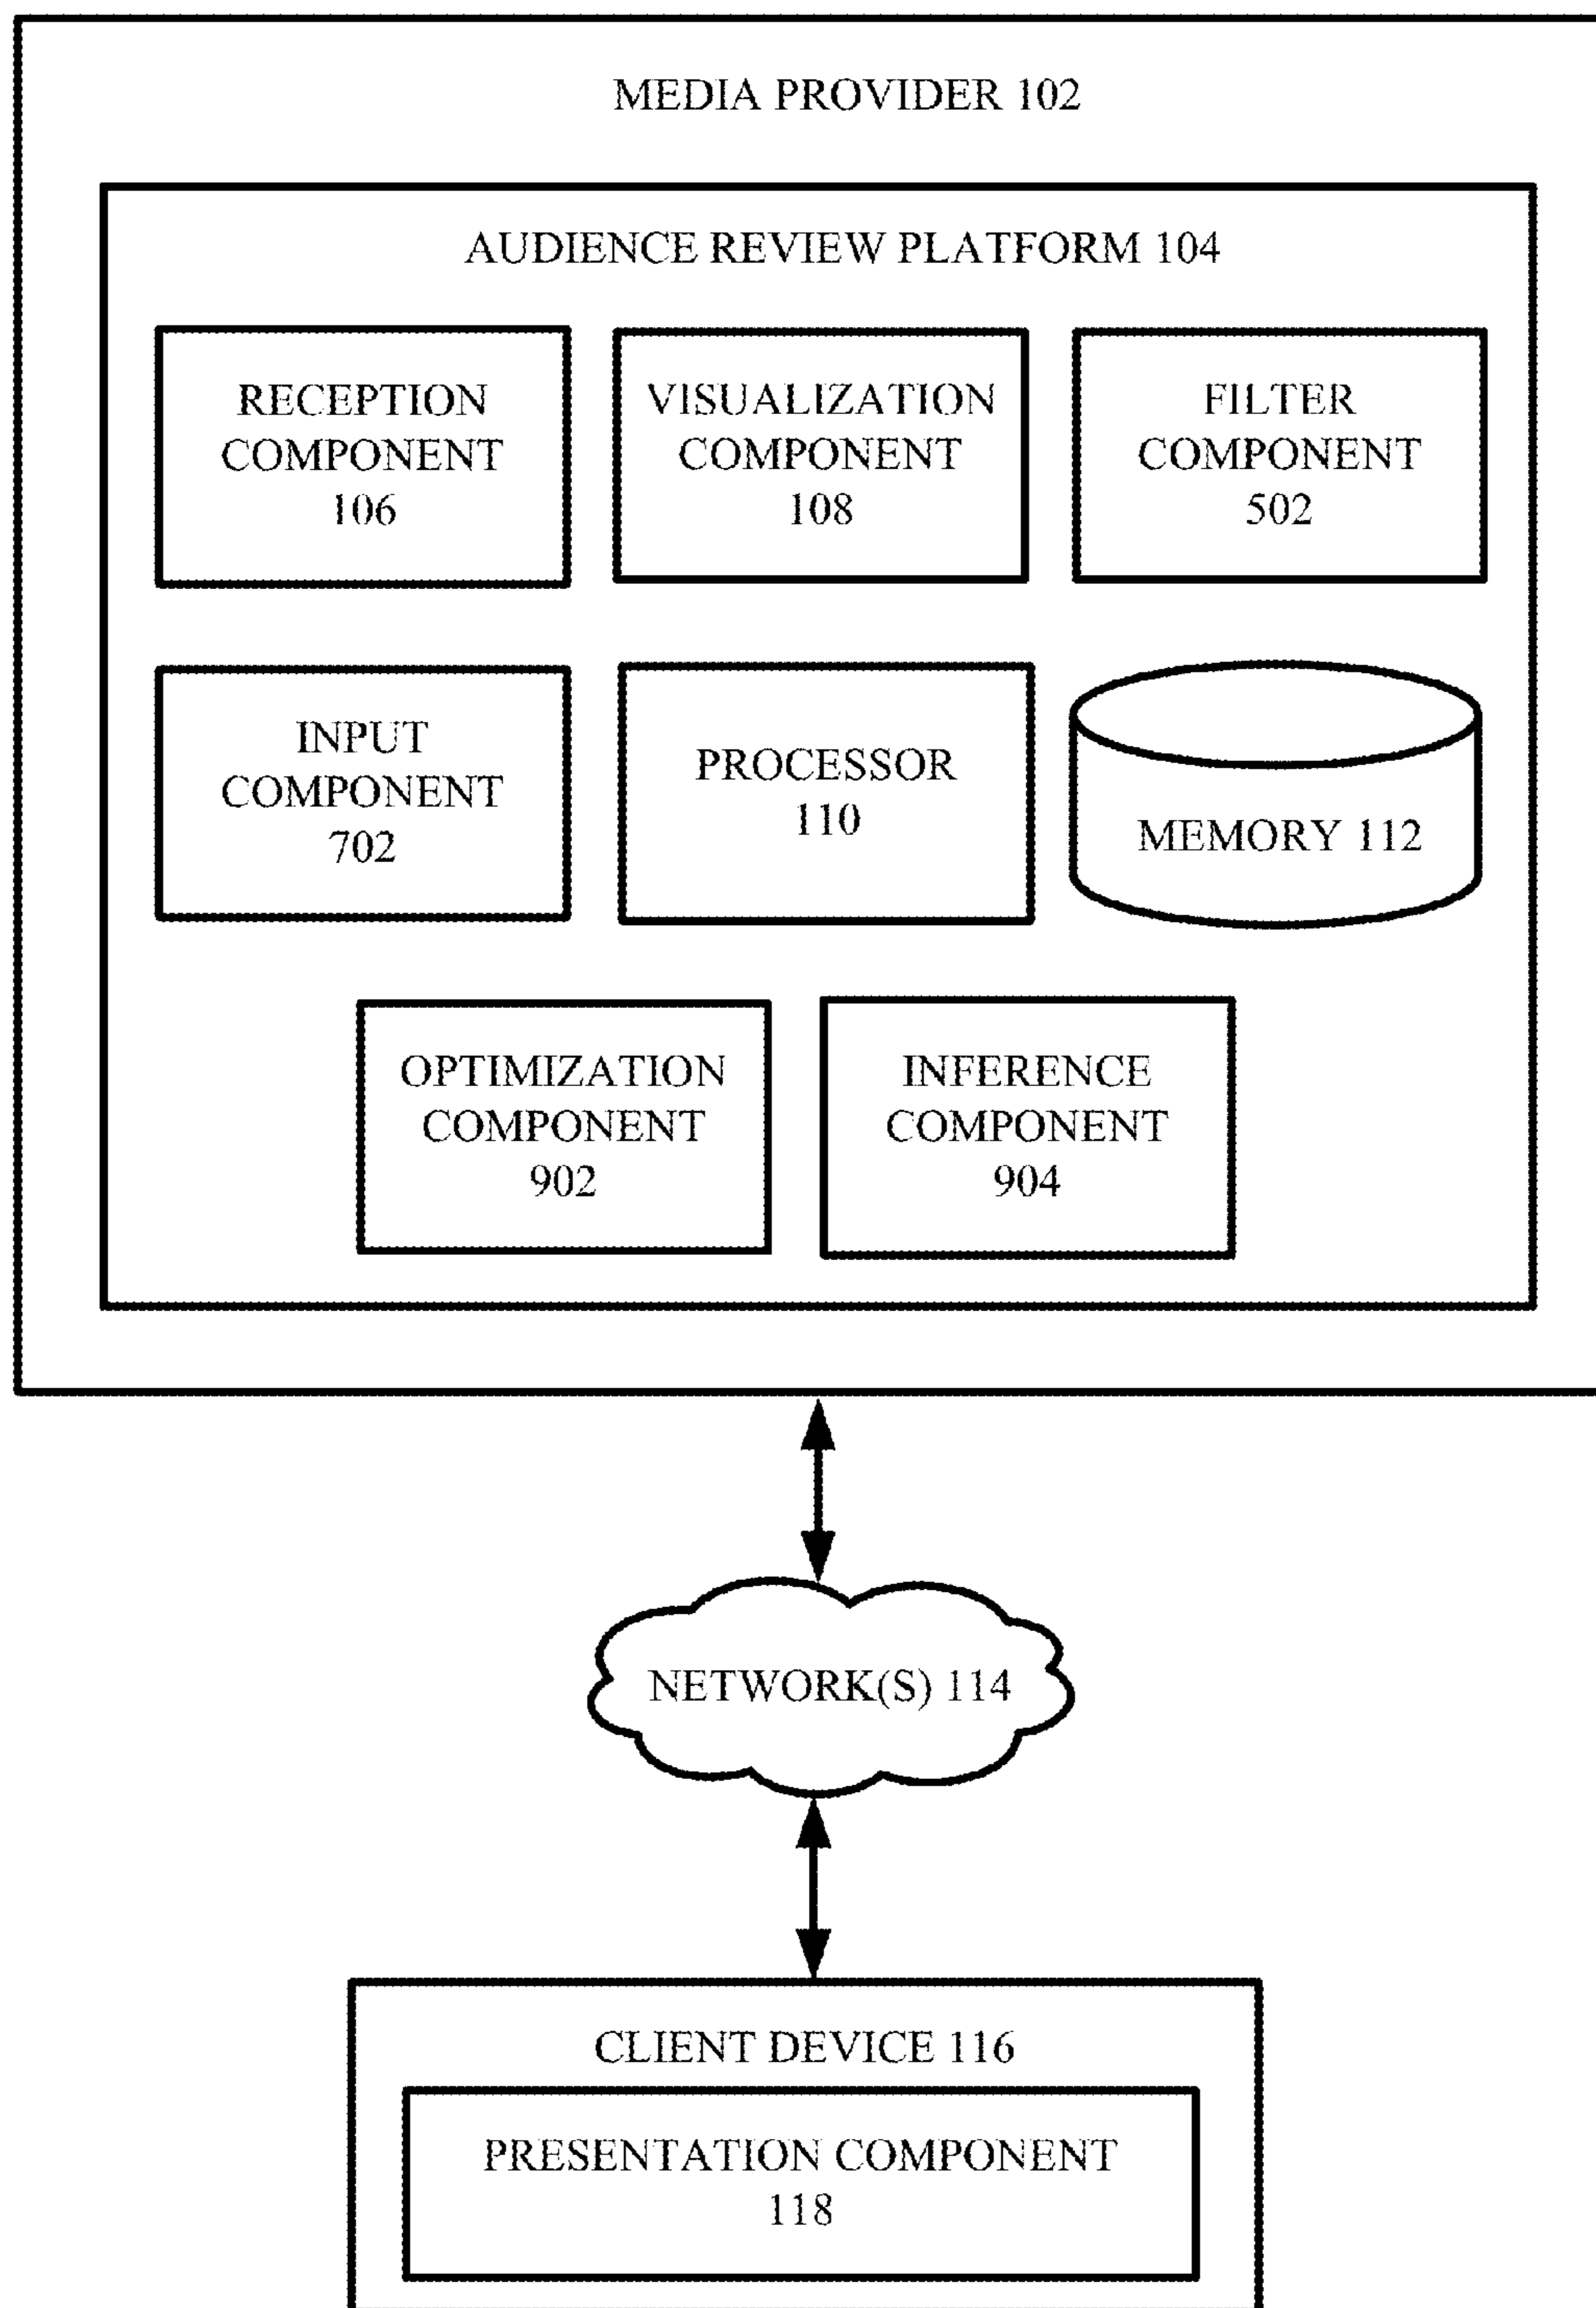 MEDIA PROVIDER 102
AUDIENCE REVIEW PLATFORM 104
RECEPTION
COMPONENT
106
VISUALIZATION
COMPONENT
108
FILTER
COMPONENT
502
INPUT
COMPONENT
702
PROCESSOR
110
MEMORY 112
OPTIMIZATION
COMPONENT
902
INFERENCE
COMPONENT
904
NETWORK(S) 114
CLIENT DEVICE 116
PRESENTATION COMPONENT
118